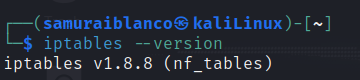 ┌──(samuraiblanco㉿kaliLinux)-[~]
└─$ iptables --version
iptables v1.8.8 (nf_tables)